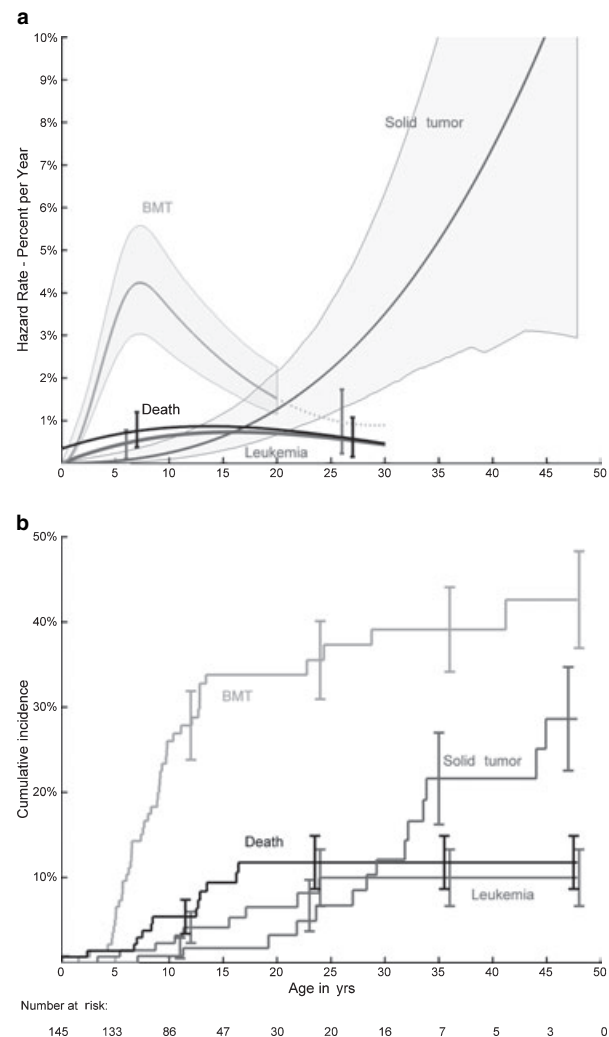 a
10%
9%
8%
7%
6%
5%
4%
3%
2%
1%
Hazard Rate - Percent per Year
Solid tumor
BMT
Death
Leukemia
0 5 10 15 20 25 30 35 40 45 50
b
50%
40%
30%
20%
10%
Cumulative incidence
BMT
Solid tumor
Death
Leukemia
0 5 10 15 20 25 30 35 40 45 50
Age in yrs
Number at risk:
145 133 86 47 30 20 16 7 5 3 0